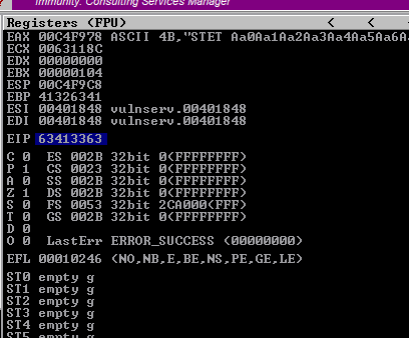 Immunity: Consulting Services Manager
Registers (FPU) < <
EAX 00C4F978 ASCII 4B,"STET Aa0Aa1Aa2Aa3Aa4Aa5Aa6A
ECX 0063118C
EDX 00000000
EBX 00000104
ESP 00C4F9C8
EBP 41326341
ESI 00401848 vulnserv.00401848
EDI 00401848 vulnserv.00401848
EIP 63413363
C 0 ES 002B 32bit 0(FFFFFFFF)
P 1 CS 0023 32bit 0(FFFFFFFF)
A 0 SS 002B 32bit 0(FFFFFFFF)
Z 1 DS 002B 32bit 0(FFFFFFFF)
S 0 FS 0053 32bit 2CA000(FFF)
T 0 GS 002B 32bit 0(FFFFFFFF)
D 0
O 0 LastErr ERROR_SUCCESS (00000000)
EFL 00010246 (NO,NB,E,BE,NS,PE,GE,LE)
ST0 empty g
ST1 empty g
ST2 empty g
ST3 empty g
ST4 empty g
ST5 empty g